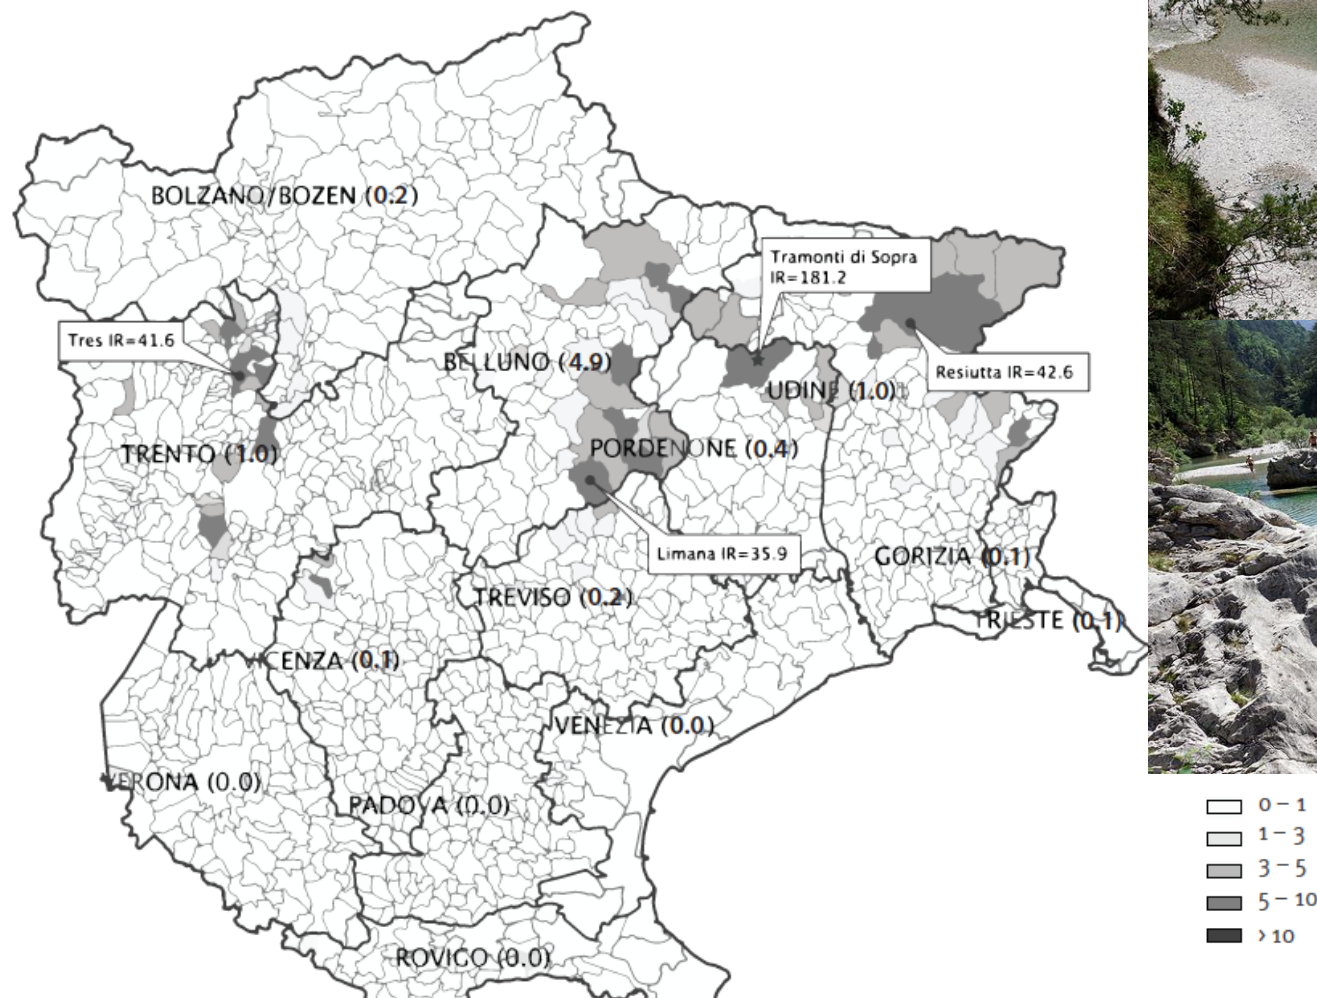 BOLZANO/BOZEN (0.2)
Tramonti di Sopra
IR=181.2
Tres IR=41.6
BELLUNO (4.9)
Resiutta IR=42.6
UDINE (1.0)
PORDENONE (0.4)
TRENTO (1.0)
Limana IR=35.9
GORIZIA (0.1)
TREVISO (0.2)
TRIESTE (0.1)
VICENZA (0.1)
VENEZIA (0.0)
VERONA (0.0)
PADOVA (0.0)
0 – 1
1 – 3
3 – 5
5 – 10
> 10
ROVIGO (0.0)